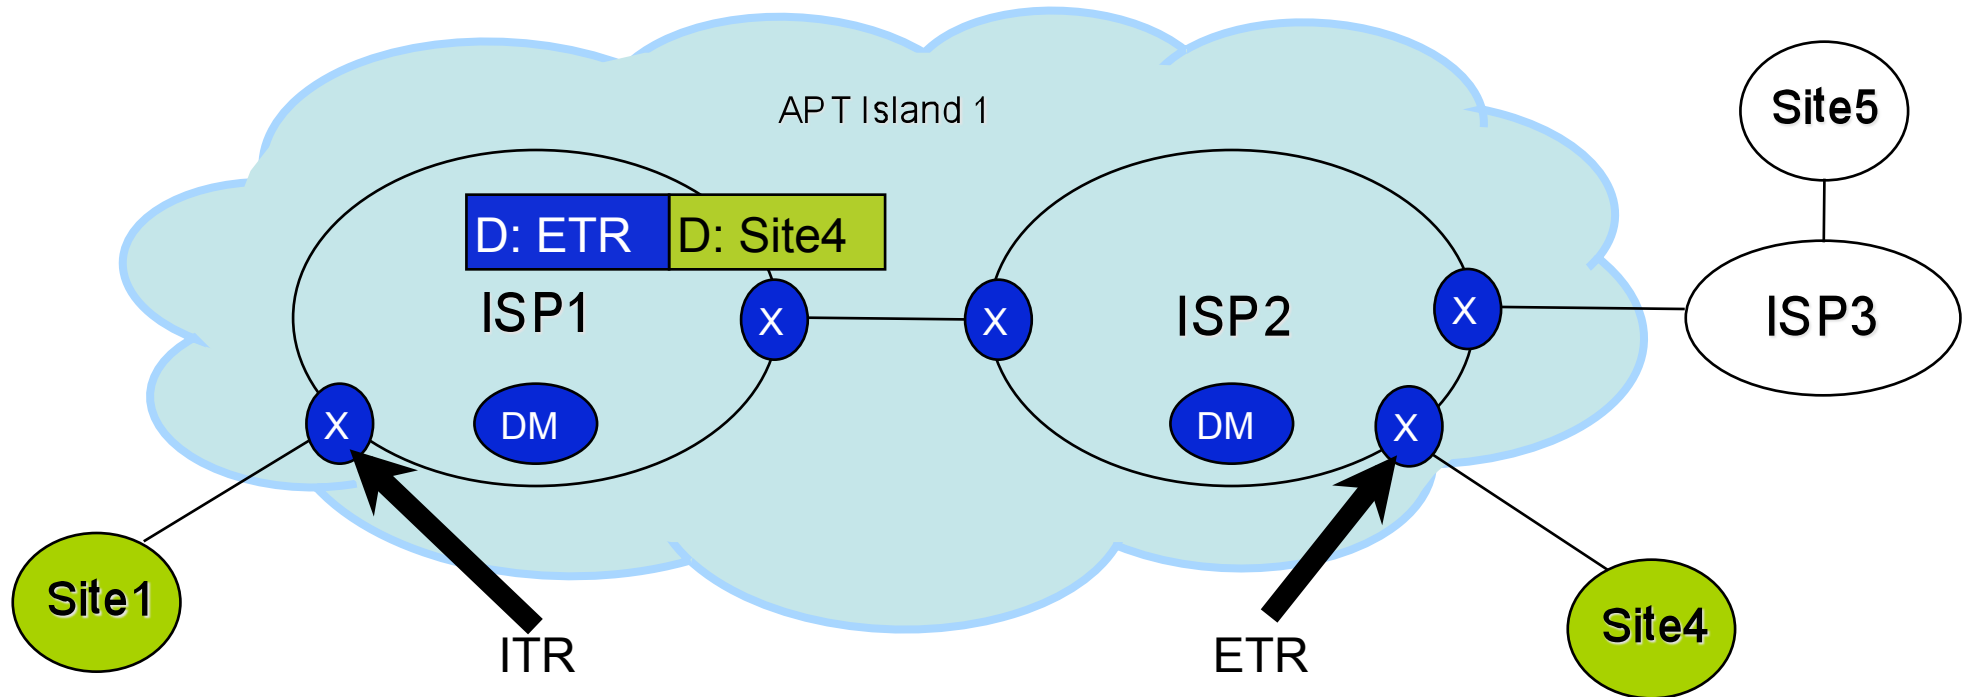 APT Island 1
Site5
D: ETR D: Site4
ISP1
X
X
ISP2
X
ISP3
X
DM
DM
X
Site1
Site4
ITR
ETR